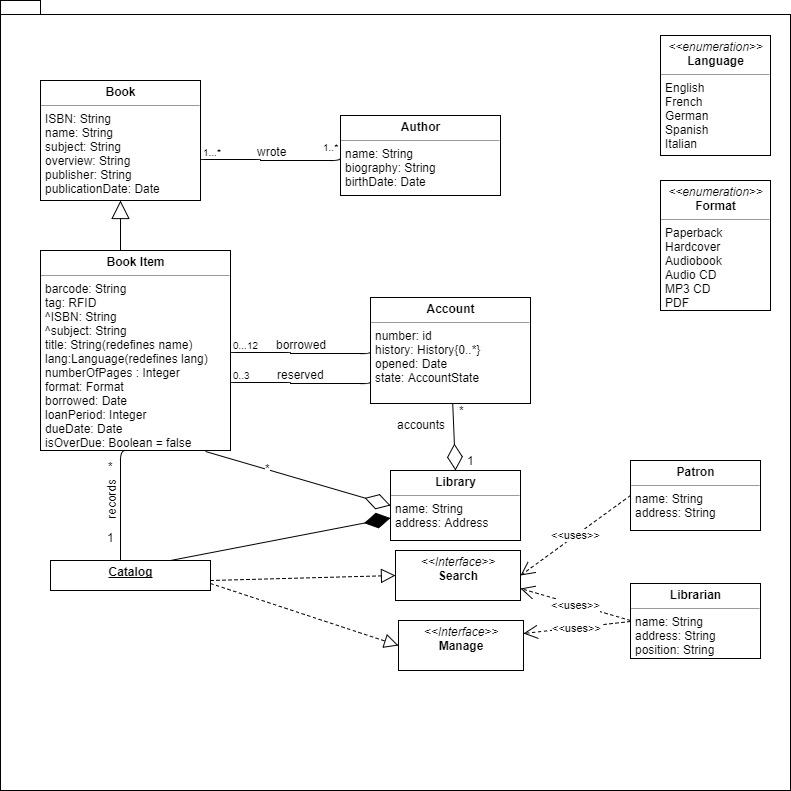 Book
ISBN: String
name: String
subject: String
overview: String
publisher: String
publicationDate: Date
1...*
wrote
1..*
Author
name: String
biography: String
birthDate: Date
<<enumeration>>
Language
English
French
German
Spanish
Italian
<<enumeration>>
Format
Paperback
Hardcover
Audiobook
Audio CD
MP3 CD
PDF
Book Item
barcode: String
tag: RFID
^ISBN: String
^subject: String
title: String(redefines name)
lang:Language(redefines lang)
numberOfPages : Integer
format: Format
borrowed: Date
loanPeriod: Integer
dueDate: Date
isOverDue: Boolean = false
0...12
borrowed
0..3
reserved
Account
number: id
history: History{0..*}
opened: Date
state: AccountState
*
accounts
1
*
*
records
1
Library
name: String
address: Address
Catalog
<<Interface>>
Search
<<Interface>>
Manage
<<uses>>
<<uses>>
<<uses>>
Patron
name: String
address: String
Librarian
name: String
address: String
position: String